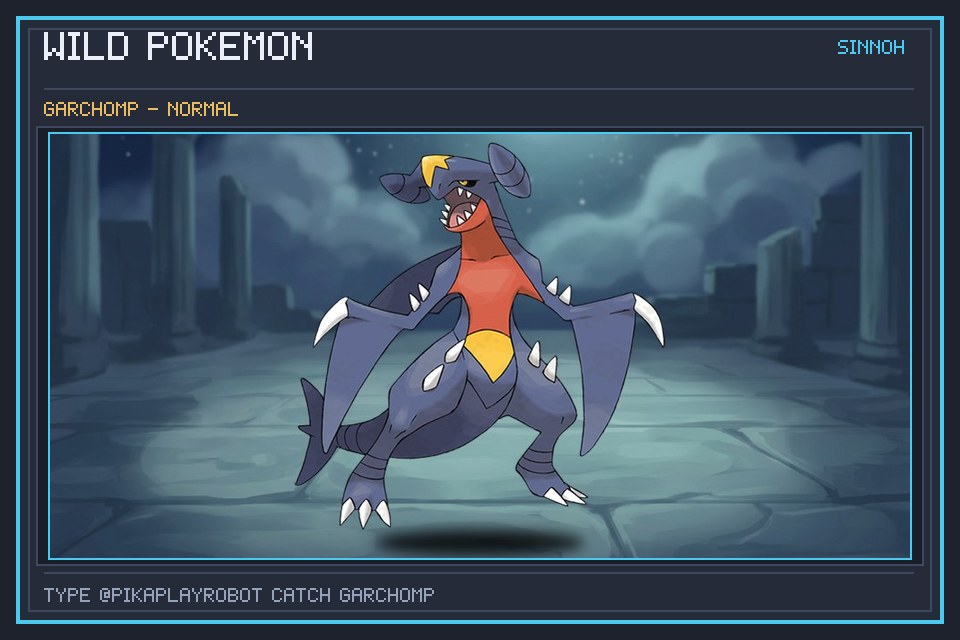 WILD POKEMON
SINNOH
GARCHOMP - NORMAL
TYPE @PIKAPLAYROBOT CATCH GARCHOMP